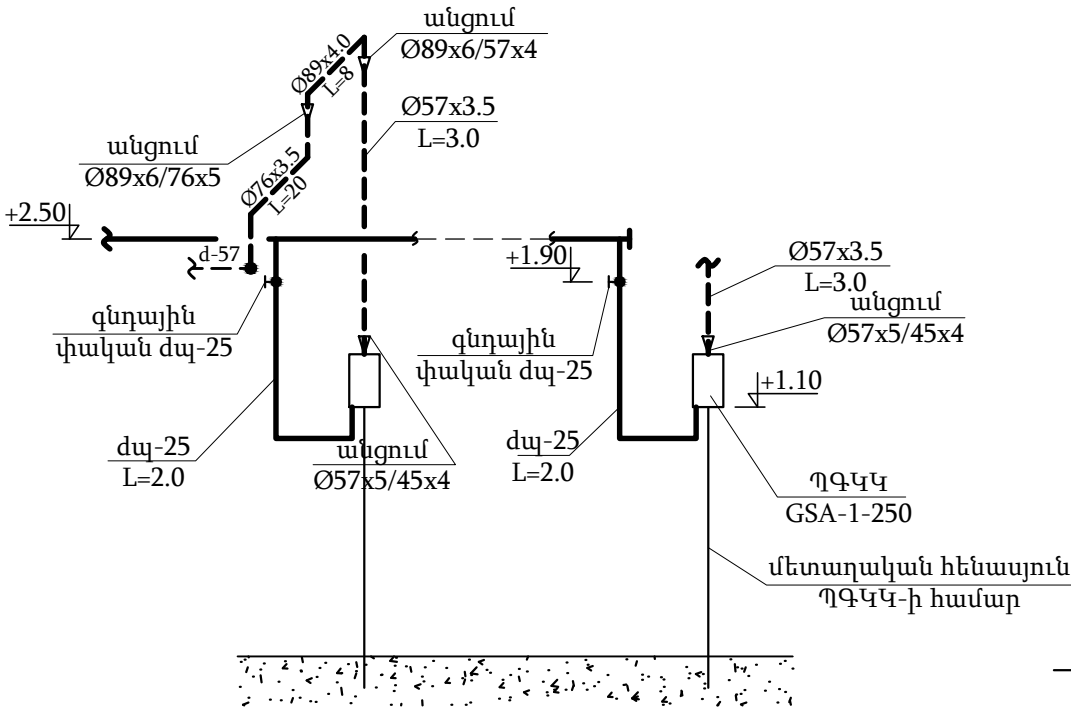 անցում
Ø89x6/57x4
Ø89x4.0
L=8
Ø57x3.5
L=3.0
անցում
Ø89x6/76x5
Ø76x3.5
L=20
+2.50
d-57
+1.90
Ø57x3.5
L=3.0
գնդային
փական dպ-25
գնդային
փական dպ-25
անցում
Ø57x5/45x4
+1.10
dպ-25
L=2.0
անցում
Ø57x5/45x4
dպ-25
L=2.0
ՊԳԿԿ
GSA-1-250
մետաղական հենասյուն
ՊԳԿԿ-ի համար